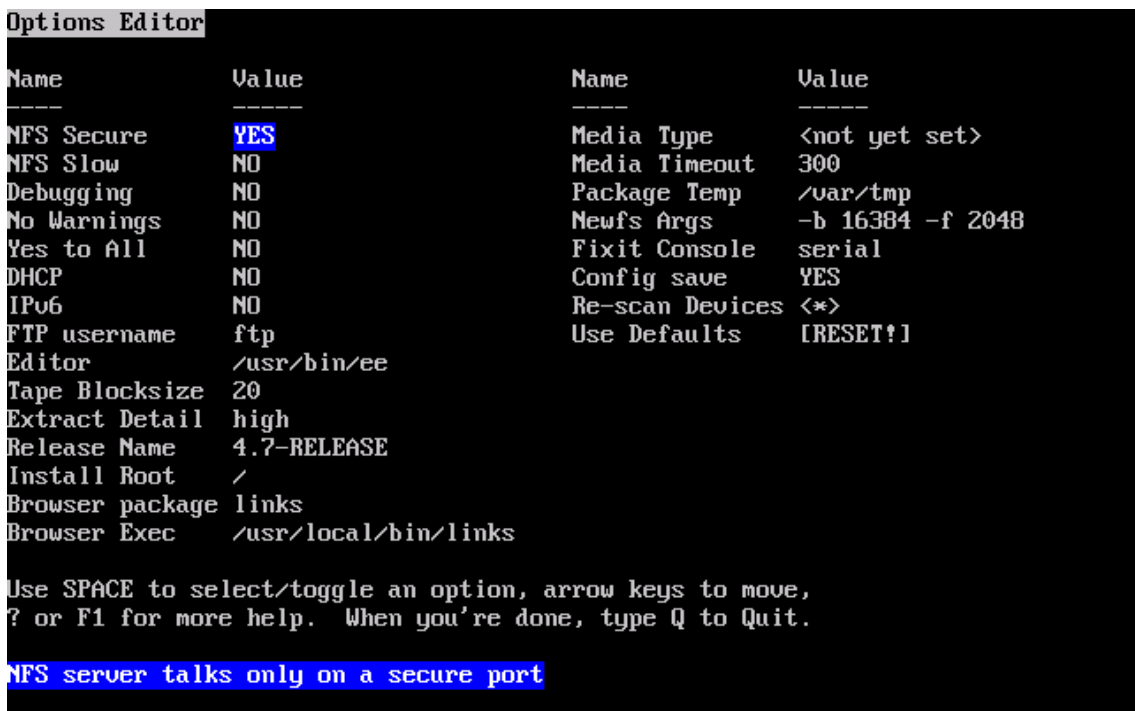 Options Editor
Name Value Name Value
---- ----- ---- -----
NFS Secure YES Media Type <not yet set>
NFS Slow NO Media Timeout 300
Debugging NO Package Temp /var/tmp
No Warnings NO Newfs Args -b 16384 -f 2048
Yes to All NO Fixit Console serial
DHCP NO Config save YES
IPv6 NO Re-scan Devices <*>
FTP username ftp Use Defaults [RESET!]
Editor /usr/bin/ee
Tape Blocksize 20
Extract Detail high
Release Name 4.7-RELEASE
Install Root /
Browser package links
Browser Exec /usr/local/bin/links
Use SPACE to select/toggle an option, arrow keys to move,
? or F1 for more help. When you're done, type Q to Quit.
NFS server talks only on a secure port